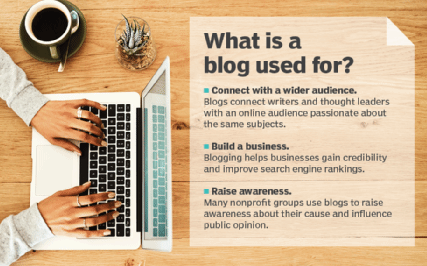 What is a
blog used for?
Connect with a wider audience.
Blogs connect writers and thought leaders
with an online audience passionate about
the same subjects.
Build a business.
Blogging helps businesses gain credibility
and improve search engine rankings.
Raise awareness.
Many nonprofit groups use blogs to raise
awareness about their cause and influence
public opinion.